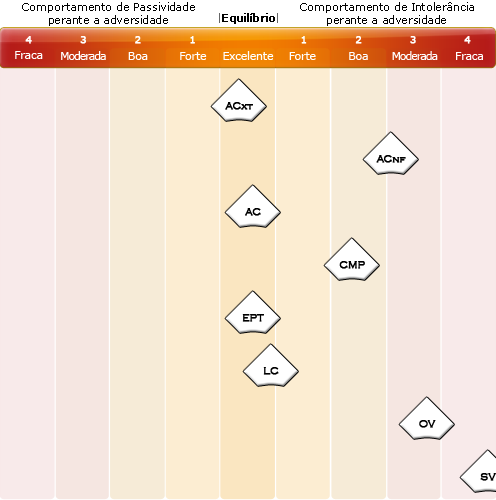 Comportamento de Passividade
perante a adversidade
|Equilíbrio|
Comportamento de Intolerância
perante a adversidade
4 3 2 1 1 2 3 4
Fraca Moderada Boa Forte Excelente Forte Boa Moderada Fraca
ACXT
ACNF
AC
CMP
EPT
LC
OV
SV